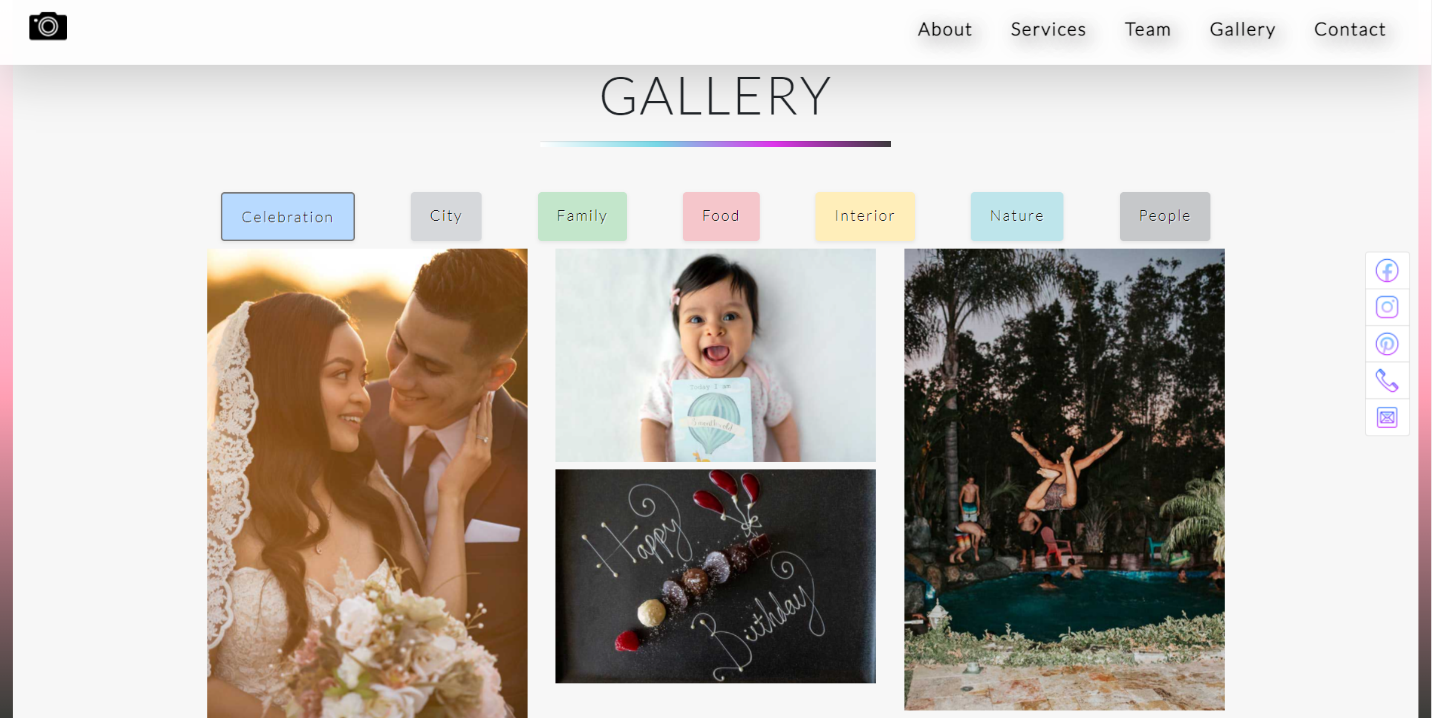 About Services Team Gallery Contact
GALLERY
Celebration City Family Food Interior Nature People
Today I am
Happy
Birthday